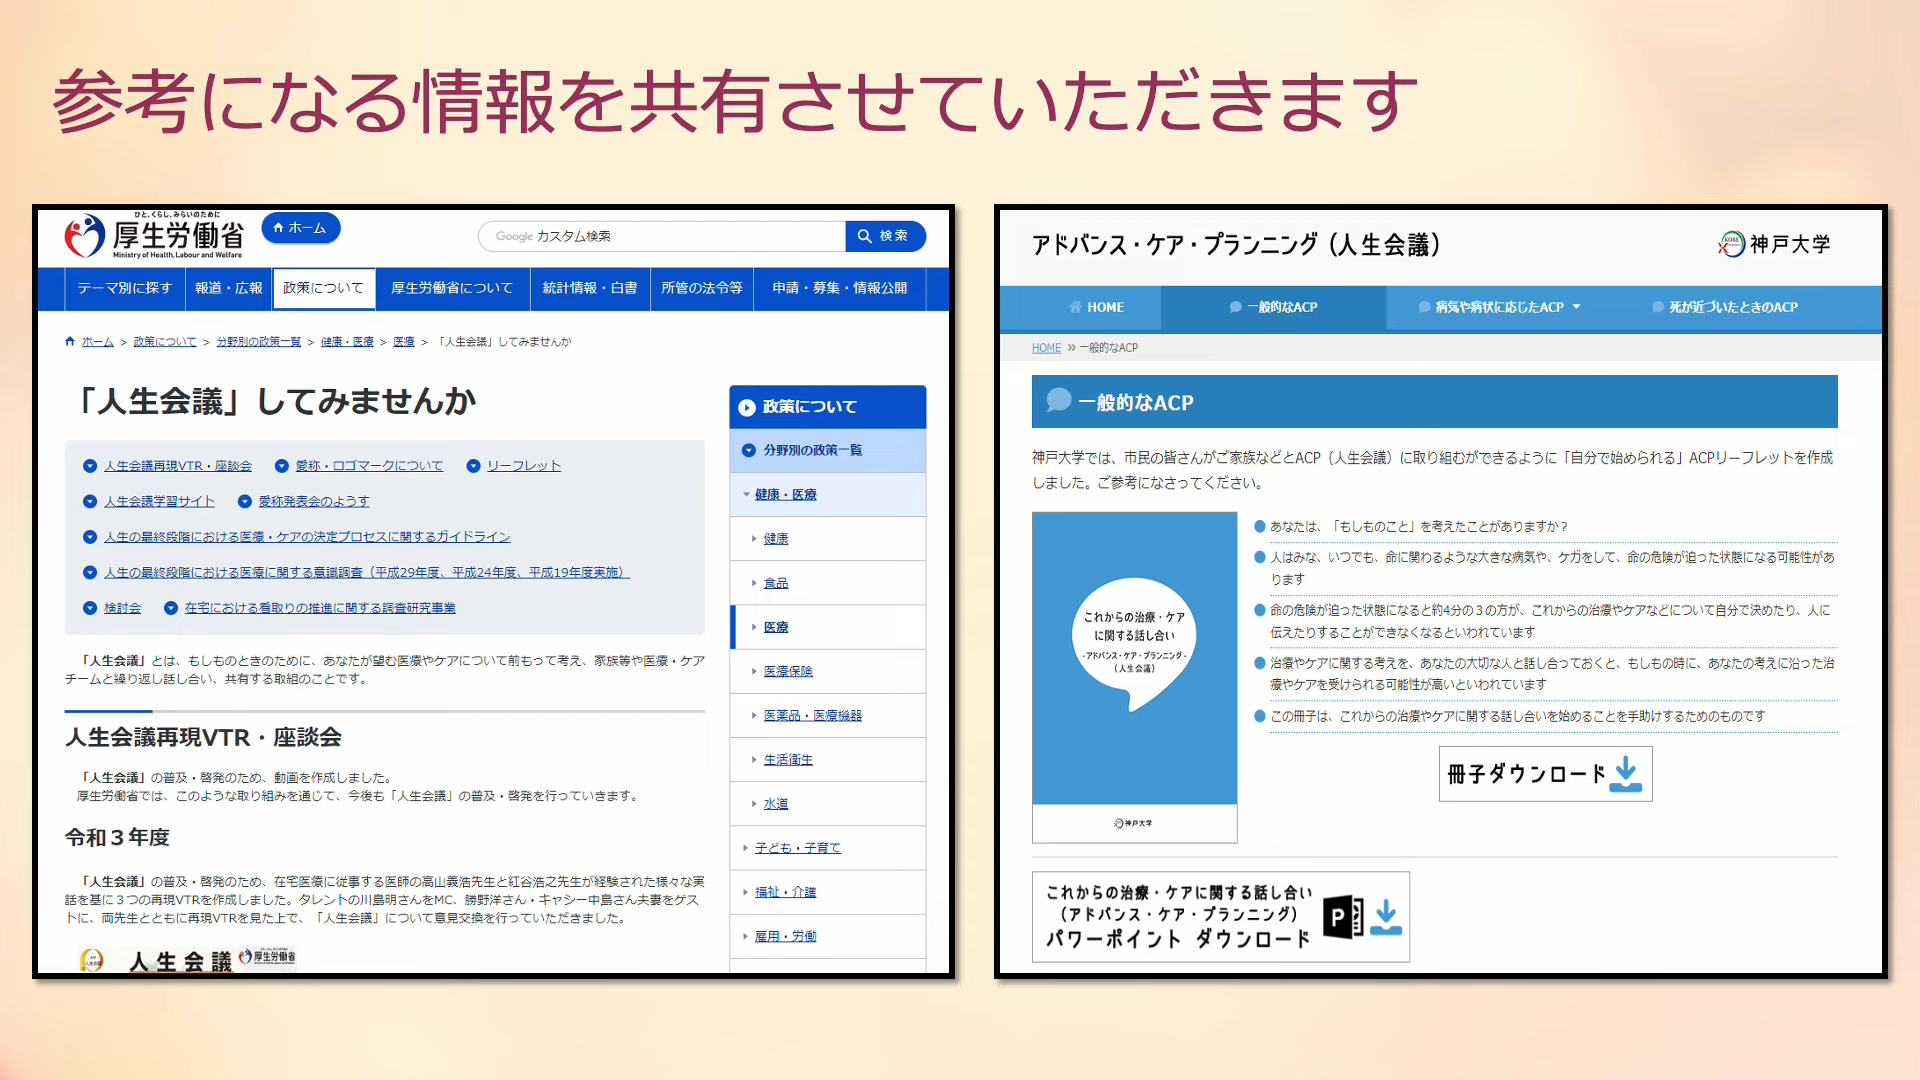 参考になる情報を共有させていただきます
ひと、くらし、みらいのために
厚生労働省
Ministry of Health, Labour and Welfare
ホーム
Google カスタム検索
検索
テーマ別に探す 報道・広報 政策について 厚生労働省について 統計情報・白書 所管の法令等 申請・募集・情報公開
ホーム > 政策について > 分野別の政策一覧 > 健康・医療 > 医療 > 「人生会議」してみませんか
「人生会議」してみませんか
人生会議再現VTR・座談会 愛称・ロゴマークについて リーフレット
人生会議学習サイト 愛称発表会のようす
人生の最終段階における医療・ケアの決定プロセスに関するガイドライン
人生の最終段階における医療に関する意識調査（平成29年度、平成24年度、平成19年度実施）
検討会 在宅における看取りの推進に関する調査研究事業
「人生会議」とは、もしものときのために、あなたが望む医療やケアについて前もって考え、家族等や医療・ケア
チームと繰り返し話し合い、共有する取組のことです。
人生会議再現VTR・座談会
「人生会議」の普及・啓発のため、動画を作成しました。
厚生労働省では、このような取り組みを通じて、今後も「人生会議」の普及・啓発を行っていきます。
令和３年度
「人生会議」の普及・啓発のため、在宅医療に従事する医師の高山義浩先生と紅谷浩之先生が経験された様々な実
話を基に３つの再現VTRを作成しました。タレントの川島明さんをMC、勝野洋さん・キャシー中島さん夫妻をゲス
トに、両先生とともに再現VTRを見た上で、「人生会議」について意見交換を行っていただきました。
人生会議 厚生労働省
政策について
分野別の政策一覧
健康・医療
健康
食品
医療
医療保険
医薬品・医療機器
生活衛生
水道
子ども・子育て
福祉・介護
雇用・労働
アドバンス・ケア・プランニング（人生会議）
KOBE
神戸大学
HOME 一般的なACP 病気や病状に応じたACP 死が近づいたときのACP
HOME » 一般的なACP
一般的なACP
神戸大学では、市民の皆さんがご家族などとACP（人生会議）に取り組むができるように「自分で始められる」ACPリーフレットを作成
しました。ご参考になさってください。
これからの治療・ケア
に関する話し合い
-アドバンス・ケア・プランニング-
（人生会議）
神戸大学
あなたは、「もしものこと」を考えたことがありますか？
人はみな、いつでも、命に関わるような大きな病気や、ケガをして、命の危険が迫った状態になる可能性があ
ります
命の危険が迫った状態になると約4分の３の方が、これからの治療やケアなどについて自分で決めたり、人に
伝えたりすることができなくなるといわれています
治療やケアに関する考えを、あなたの大切な人と話し合っておくと、もしもの時に、あなたの考えに沿った治
療やケアを受けられる可能性が高いといわれています
この冊子は、これからの治療やケアに関する話し合いを始めることを手助けするためのものです
冊子ダウンロード
これからの治療・ケアに関する話し合い
（アドバンス・ケア・プランニング）
パワーポイント ダウンロード
P